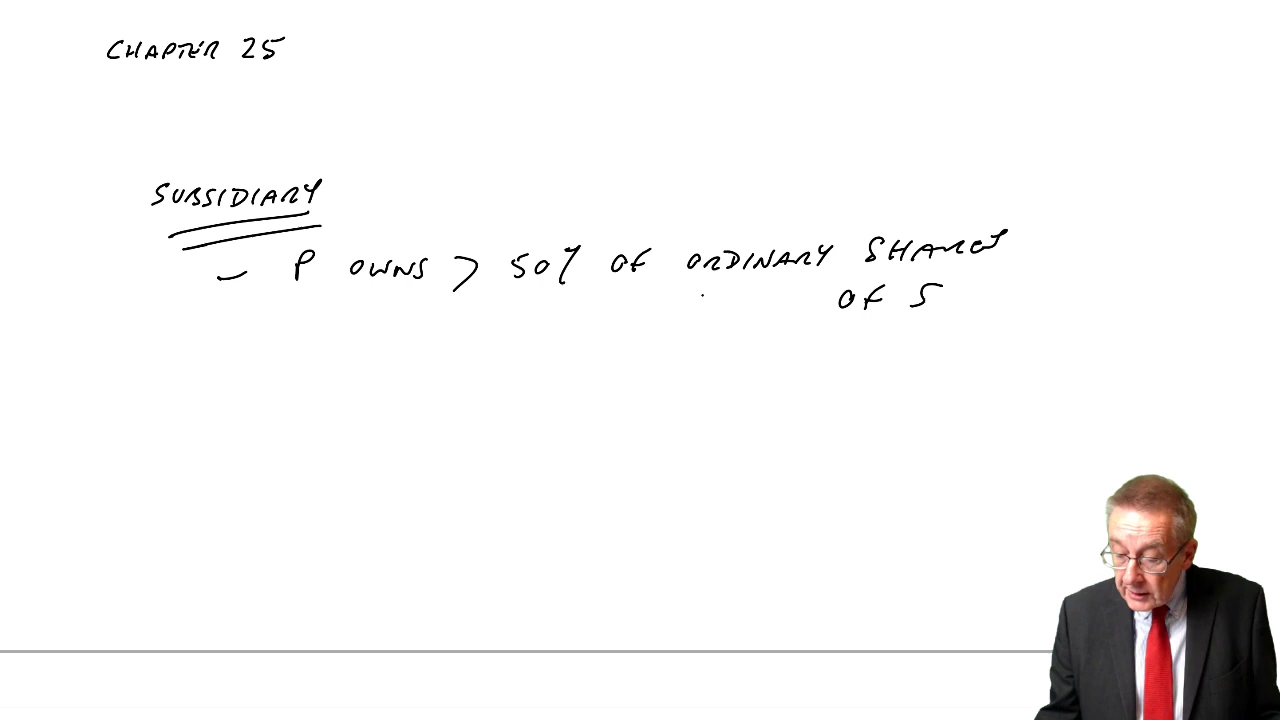 CHAPTER 25
SUBSIDIARY
- P OWNS > 50% OF ORDINARY SHARES
OF S